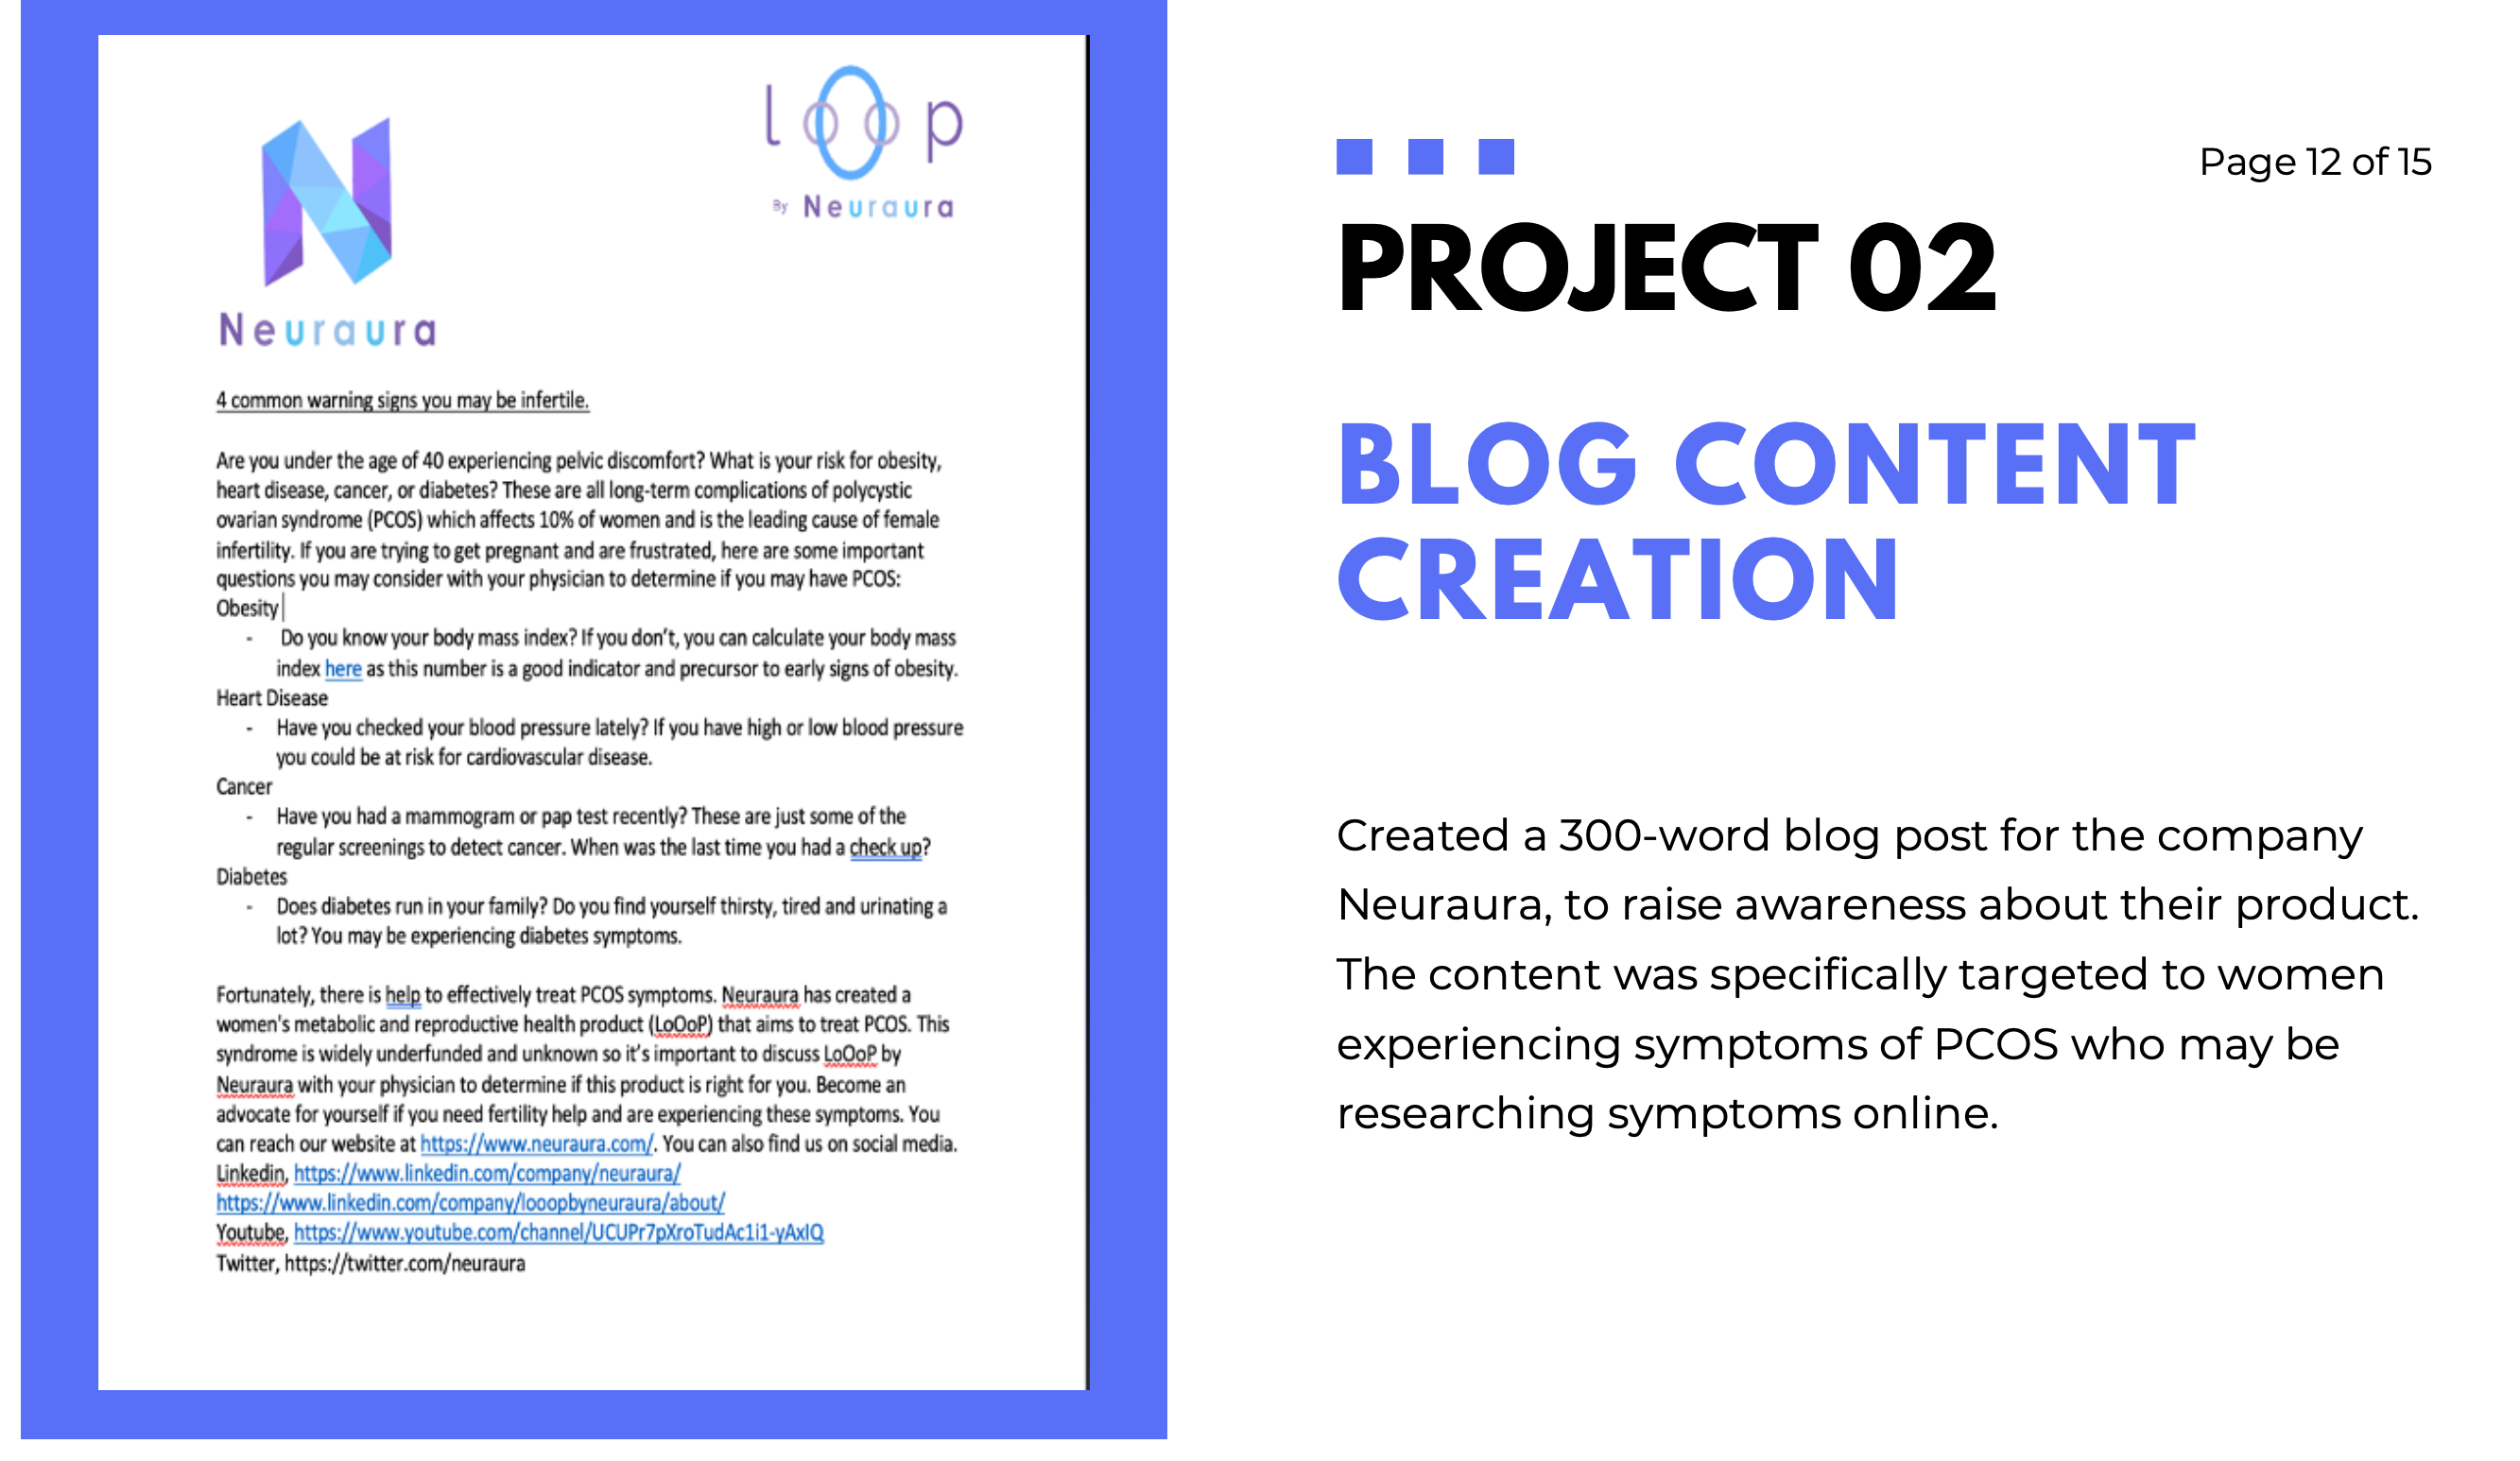 loOop
By Neuraura
Neuraura
4 common warning signs you may be infertile.
Are you under the age of 40 experiencing pelvic discomfort? What is your risk for obesity,
heart disease, cancer, or diabetes? These are all long-term complications of polycystic
ovarian syndrome (PCOS) which affects 10% of women and is the leading cause of female
infertility. If you are trying to get pregnant and are frustrated, here are some important
questions you may consider with your physician to determine if you may have PCOS:
Obesity
- Do you know your body mass index? If you don't, you can calculate your body mass
index here as this number is a good indicator and precursor to early signs of obesity.
Heart Disease
- Have you checked your blood pressure lately? If you have high or low blood pressure
you could be at risk for cardiovascular disease.
Cancer
- Have you had a mammogram or pap test recently? These are just some of the
regular screenings to detect cancer. When was the last time you had a check up?
Diabetes
- Does diabetes run in your family? Do you find yourself thirsty, tired and urinating a
lot? You may be experiencing diabetes symptoms.
Fortunately, there is help to effectively treat PCOS symptoms. Neuraura has created a
women's metabolic and reproductive health product (LoOoP) that aims to treat PCOS. This
syndrome is widely underfunded and unknown so it's important to discuss LoOoP by
Neuraura with your physician to determine if this product is right for you. Become an
advocate for yourself if you need fertility help and are experiencing these symptoms. You
can reach our website at https://www.neuraura.com/. You can also find us on social media.
Linkedin, https://www.linkedin.com/company/neuraura/
https://www.linkedin.com/company/looopbyneuraura/about/
Youtube, https://www.youtube.com/channel/UCUPr7pXroTudAc1i1-yAxIQ
Twitter, https://twitter.com/neuraura
Page 12 of 15
PROJECT 02
BLOG CONTENT
CREATION
Created a 300-word blog post for the company
Neuraura, to raise awareness about their product.
The content was specifically targeted to women
experiencing symptoms of PCOS who may be
researching symptoms online.